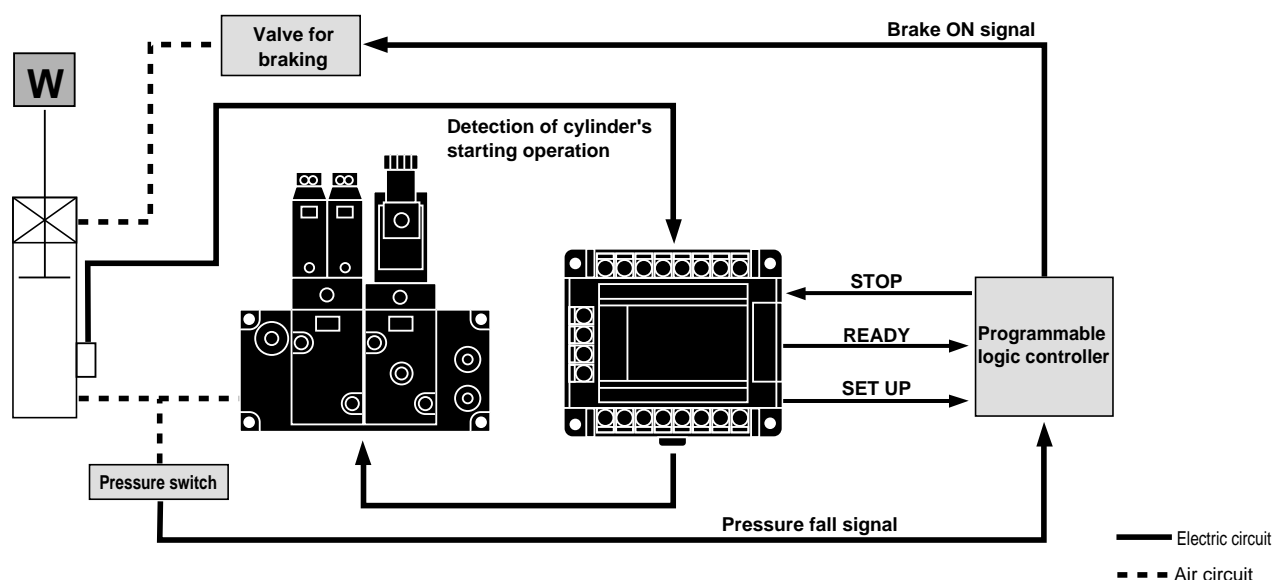 Valve for
braking
Brake ON signal
W
Detection of cylinder's
starting operation
STOP
READY
SET UP
Programmable
logic controller
Pressure switch
Pressure fall signal
Electric circuit
Air circuit